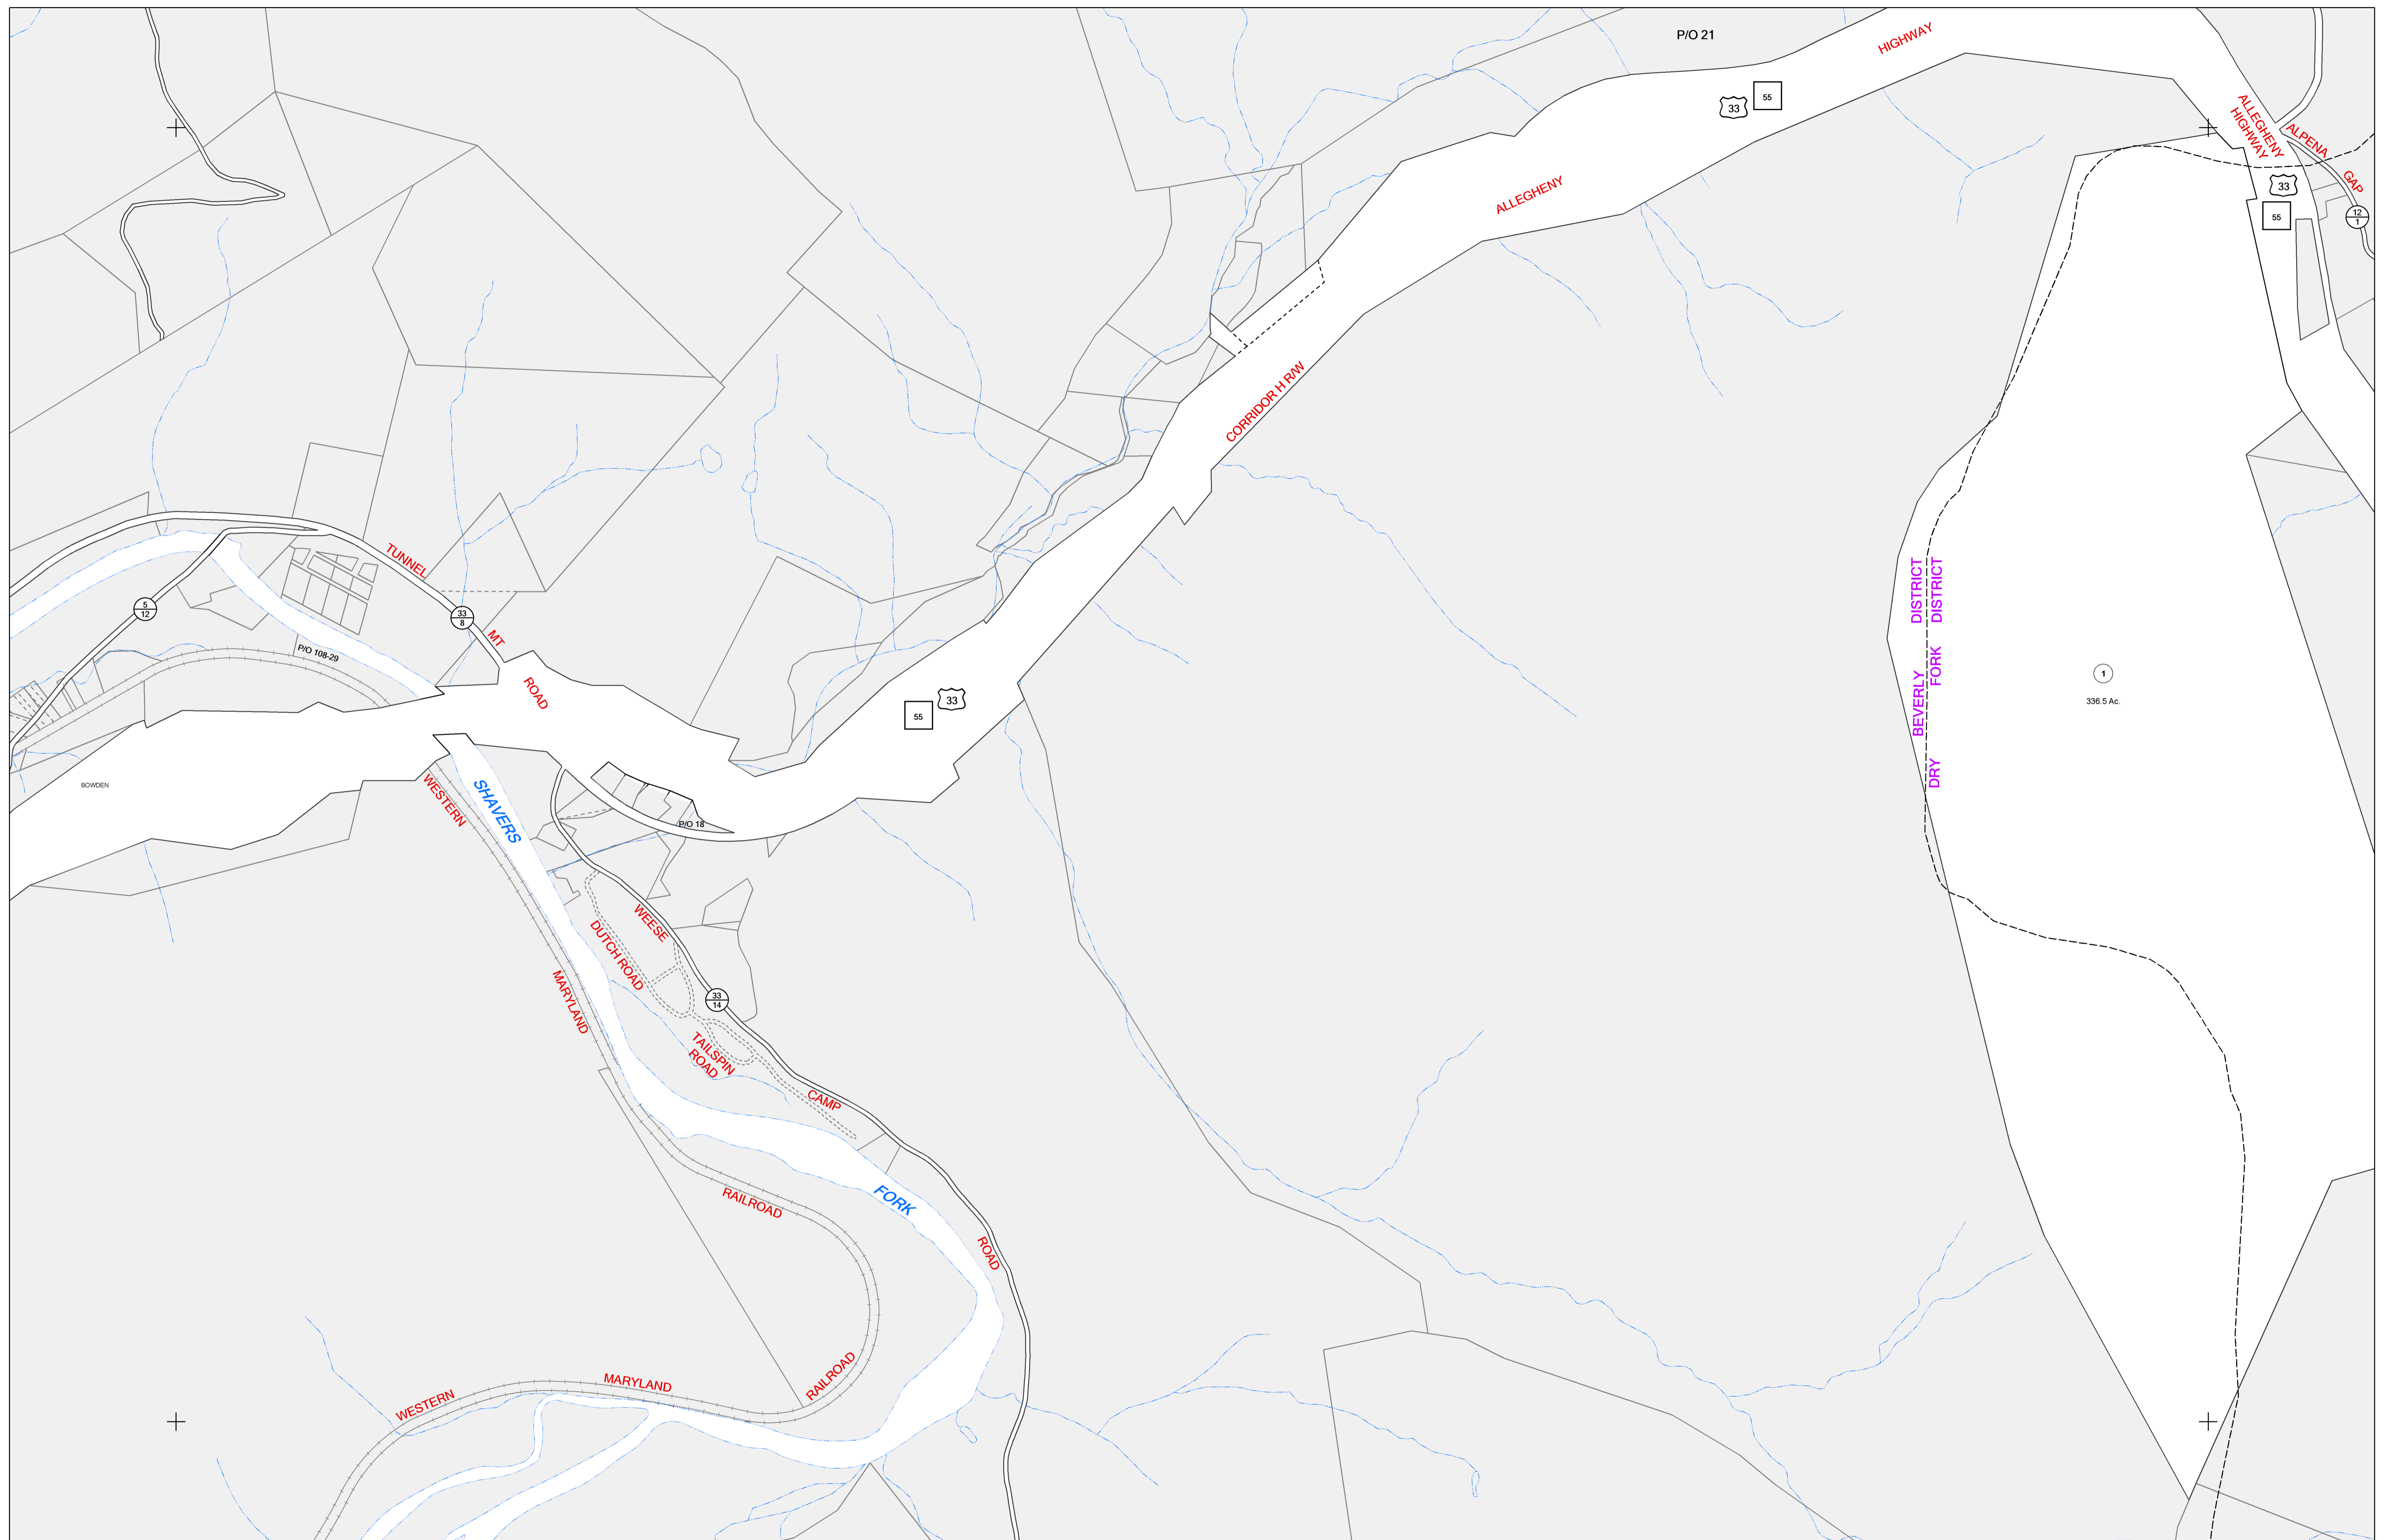 P/O 21
HIGHWAY
33
55
ALLEGHENY
HIGHWAY
ALPENA
GAP
33
55
12
1
ALLEGHENY
CORRIDOR H R/W
TUNNEL
33
8
MT
ROAD
5
12
P/O 108-29
BOWDEN
55
33
P/O 18
BEVERLY DISTRICT
DRY FORK DISTRICT
1
336.5 Ac.
WESTERN
MARYLAND
RAILROAD
SHAVERS
FORK
WEESE
CAMP
ROAD
DUTCH ROAD
33
14
TAILSPIN
ROAD
WESTERN
MARYLAND
RAILROAD